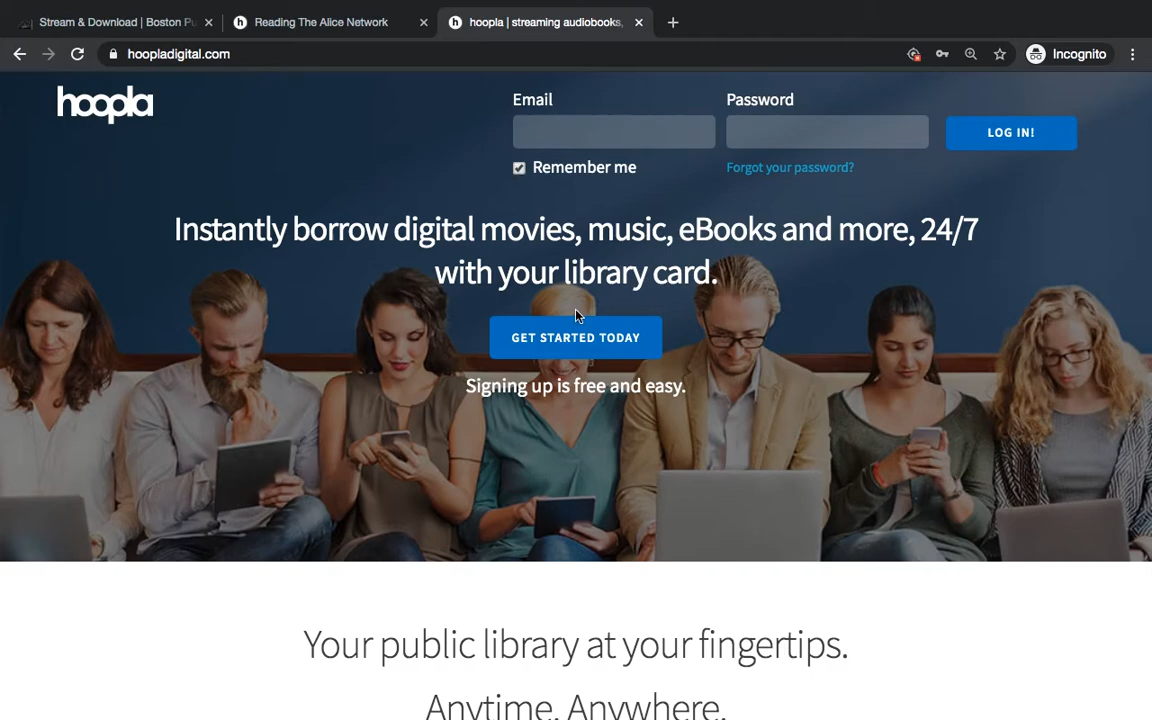 Stream & Download | Boston Pu
Reading The Alice Network
hoopla | streaming audiobooks,
hoopladigital.com
Incognito
hoopla
Email
Password
LOG IN!
Remember me
Forgot your password?
Instantly borrow digital movies, music, eBooks and more, 24/7
with your library card.
GET STARTED TODAY
Signing up is free and easy.
Your public library at your fingertips.
Anytime. Anywhere.